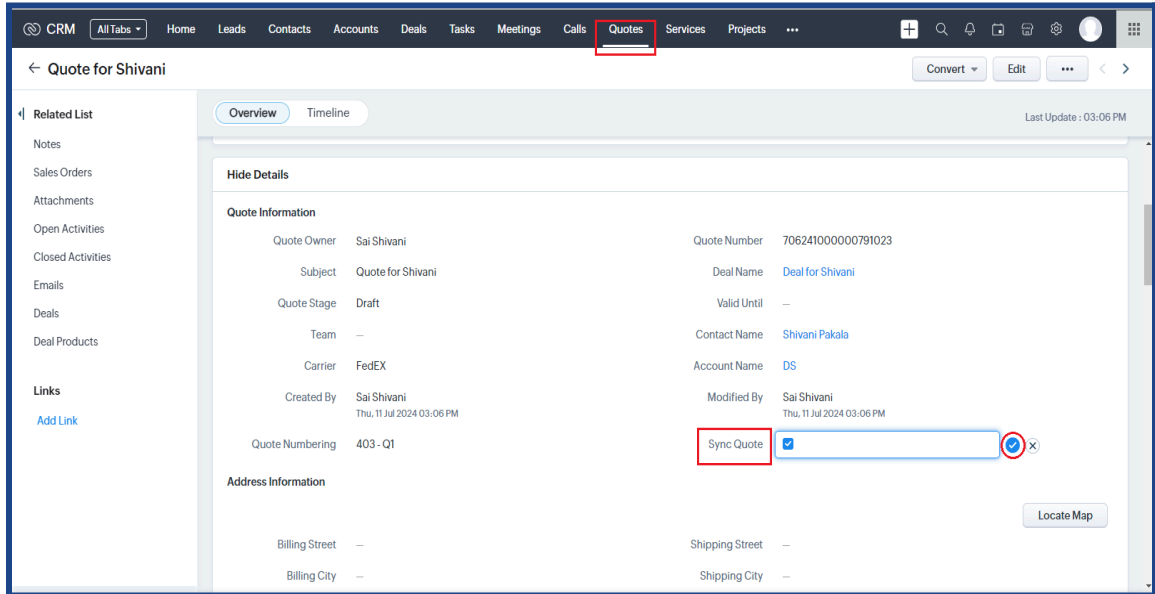 CRM All Tabs Home Leads Contacts Accounts Deals Tasks Meetings Calls Quotes Services Projects •••
← Quote for Shivani Convert Edit •••
Related List
Notes
Sales Orders
Attachments
Open Activities
Closed Activities
Emails
Deals
Deal Products
Links
Add Link
Overview Timeline Last Update : 03:06 PM
Hide Details
Quote Information
Quote Owner Sai Shivani Quote Number 706241000000791023
Subject Quote for Shivani Deal Name Deal for Shivani
Quote Stage Draft Valid Until —
Team — Contact Name Shivani Pakala
Carrier FedEX Account Name DS
Created By Sai Shivani Modified By Sai Shivani
Thu, 11 Jul 2024 03:06 PM Thu, 11 Jul 2024 03:06 PM
Quote Numbering 403 - Q1 Sync Quote
Address Information
Locate Map
Billing Street — Shipping Street —
Billing City — Shipping City —